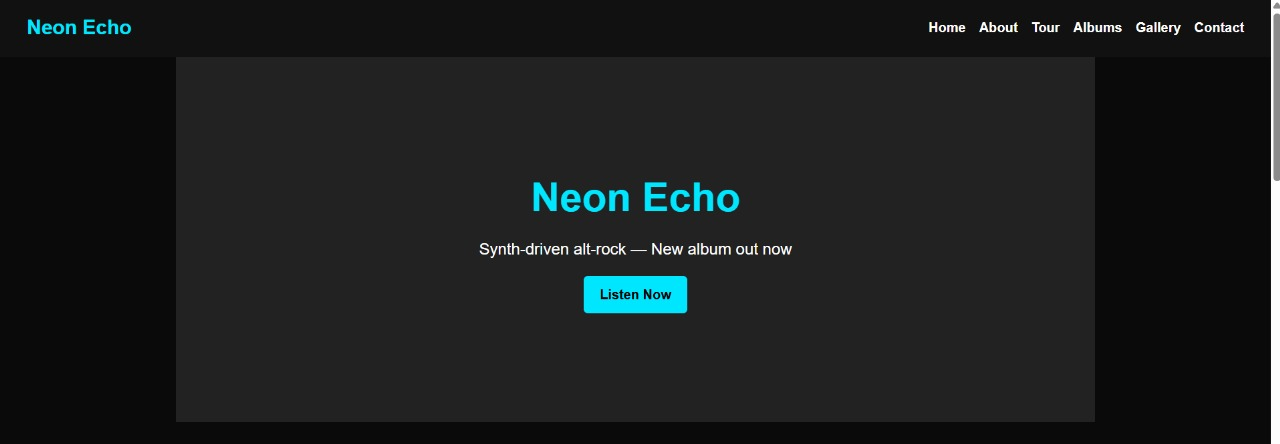 Neon Echo
Home About Tour Albums Gallery Contact
Neon Echo
Synth-driven alt-rock — New album out now
Listen Now